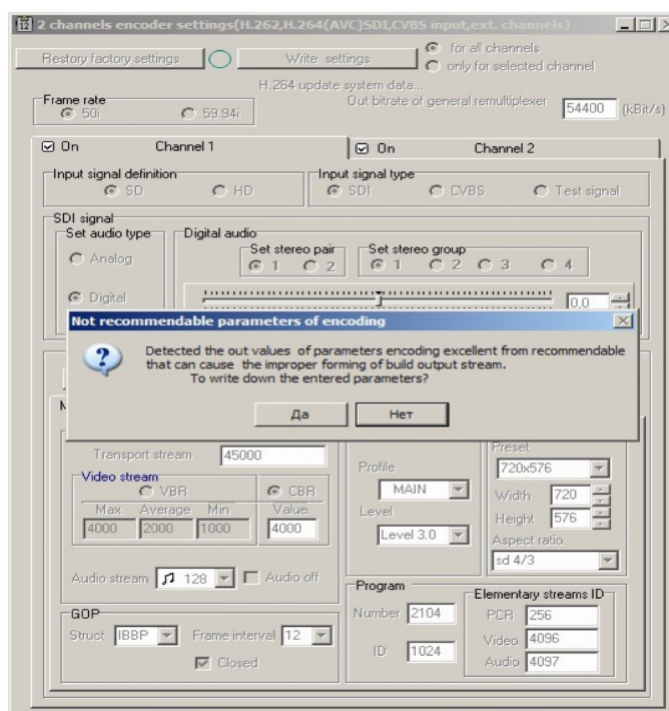 2 channels encoder settings(H.262,H.264(AVC)SDI,CVBS input,ext. channels)
Restory factory settings
Write settings
for all channels
only for selected channel
H.264 update system data...
Frame rate
50i
59.94i
Out bitrate of general remultiplexer
54400
(kBit/s)
On
Channel 1
On
Channel 2
Input signal definition
SD
HD
Input signal type
SDI
CVBS
Test signal
SDI signal
Set audio type
Analog
Digital
Digital audio
Set stereo pair
1
2
Set stereo group
1
2
3
4
0,0
Not recommendable parameters of encoding
Detected the out values of parameters encoding excellent from recommendable
that can cause the improper forming of build output stream.
To write down the entered parameters?
Да
Нет
Transport stream
45000
Video stream
VBR
CBR
Max
Average
Min
Value
4000
2000
1000
4000
Audio stream
128
Audio off
GOP
Struct
IBBP
Frame interval
12
Closed
Profile
MAIN
Level
Level 3.0
Preset
720x576
Width
720
Height
576
Aspect ratio
sd 4/3
Program
Number
2104
ID
1024
Elementary streams ID
PCR
256
Video
4096
Audio
4097